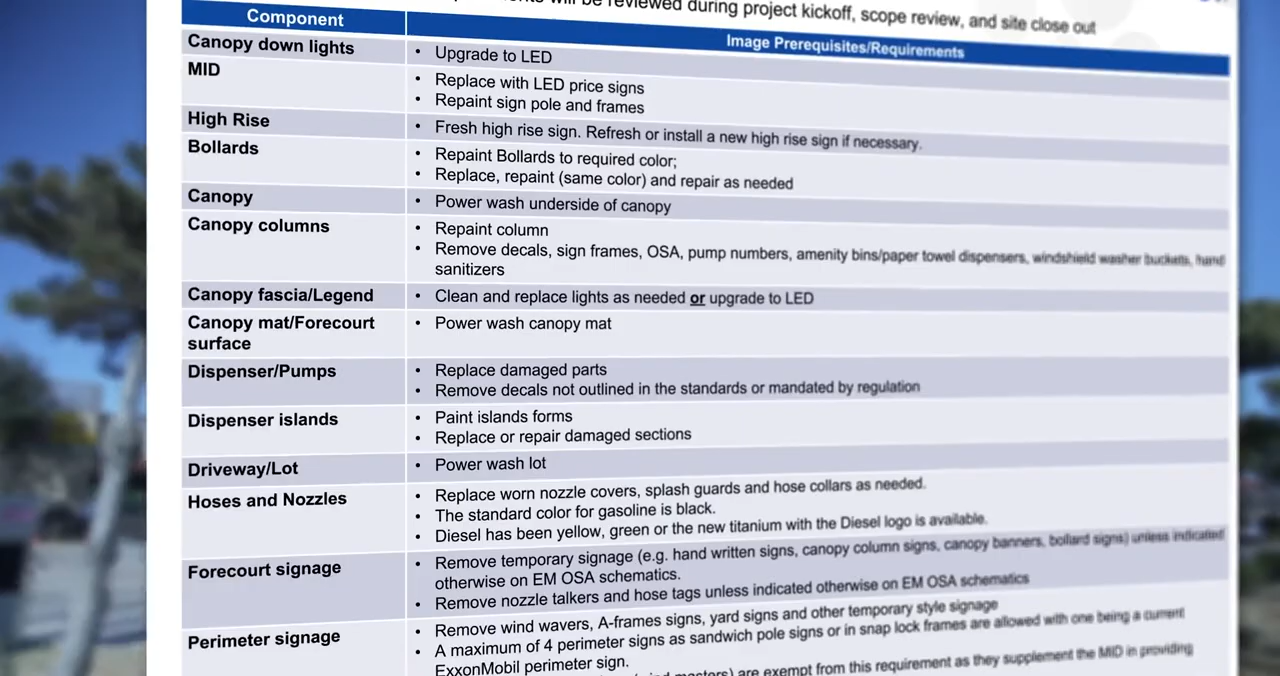 will be reviewed during project kickoff, scope review, and site close out
Component
Image Prerequisites/Requirements
Canopy down lights
• Upgrade to LED
MID
• Replace with LED price signs
• Repaint sign pole and frames
High Rise
• Fresh high rise sign. Refresh or install a new high rise sign if necessary.
Bollards
• Repaint Bollards to required color;
• Replace, repaint (same color) and repair as needed
Canopy
• Power wash underside of canopy
Canopy columns
• Repaint column
• Remove decals, sign frames, OSA, pump numbers, amenity bins/paper towel dispensers, windshield washer buckets, hand
sanitizers
Canopy fascia/Legend
• Clean and replace lights as needed or upgrade to LED
Canopy mat/Forecourt
surface
• Power wash canopy mat
Dispenser/Pumps
• Replace damaged parts
• Remove decals not outlined in the standards or mandated by regulation
Dispenser islands
• Paint islands forms
• Replace or repair damaged sections
Driveway/Lot
• Power wash lot
Hoses and Nozzles
• Replace worn nozzle covers, splash guards and hose collars as needed.
• The standard color for gasoline is black.
• Diesel has been yellow, green or the new titanium with the Diesel logo is available.
Forecourt signage
• Remove temporary signage (e.g. hand written signs, canopy column signs, canopy banners, bollard signs) unless indicated
otherwise on EM OSA schematics.
• Remove nozzle talkers and hose tags unless indicated otherwise on EM OSA schematics
Perimeter signage
• Remove wind wavers, A-frames signs, yard signs and other temporary style signage
• A maximum of 4 perimeter signs as sandwich pole signs or in snap lock frames are allowed with one being a current
ExxonMobil perimeter sign.
are exempt from this requirement as they supplement the MID in providing